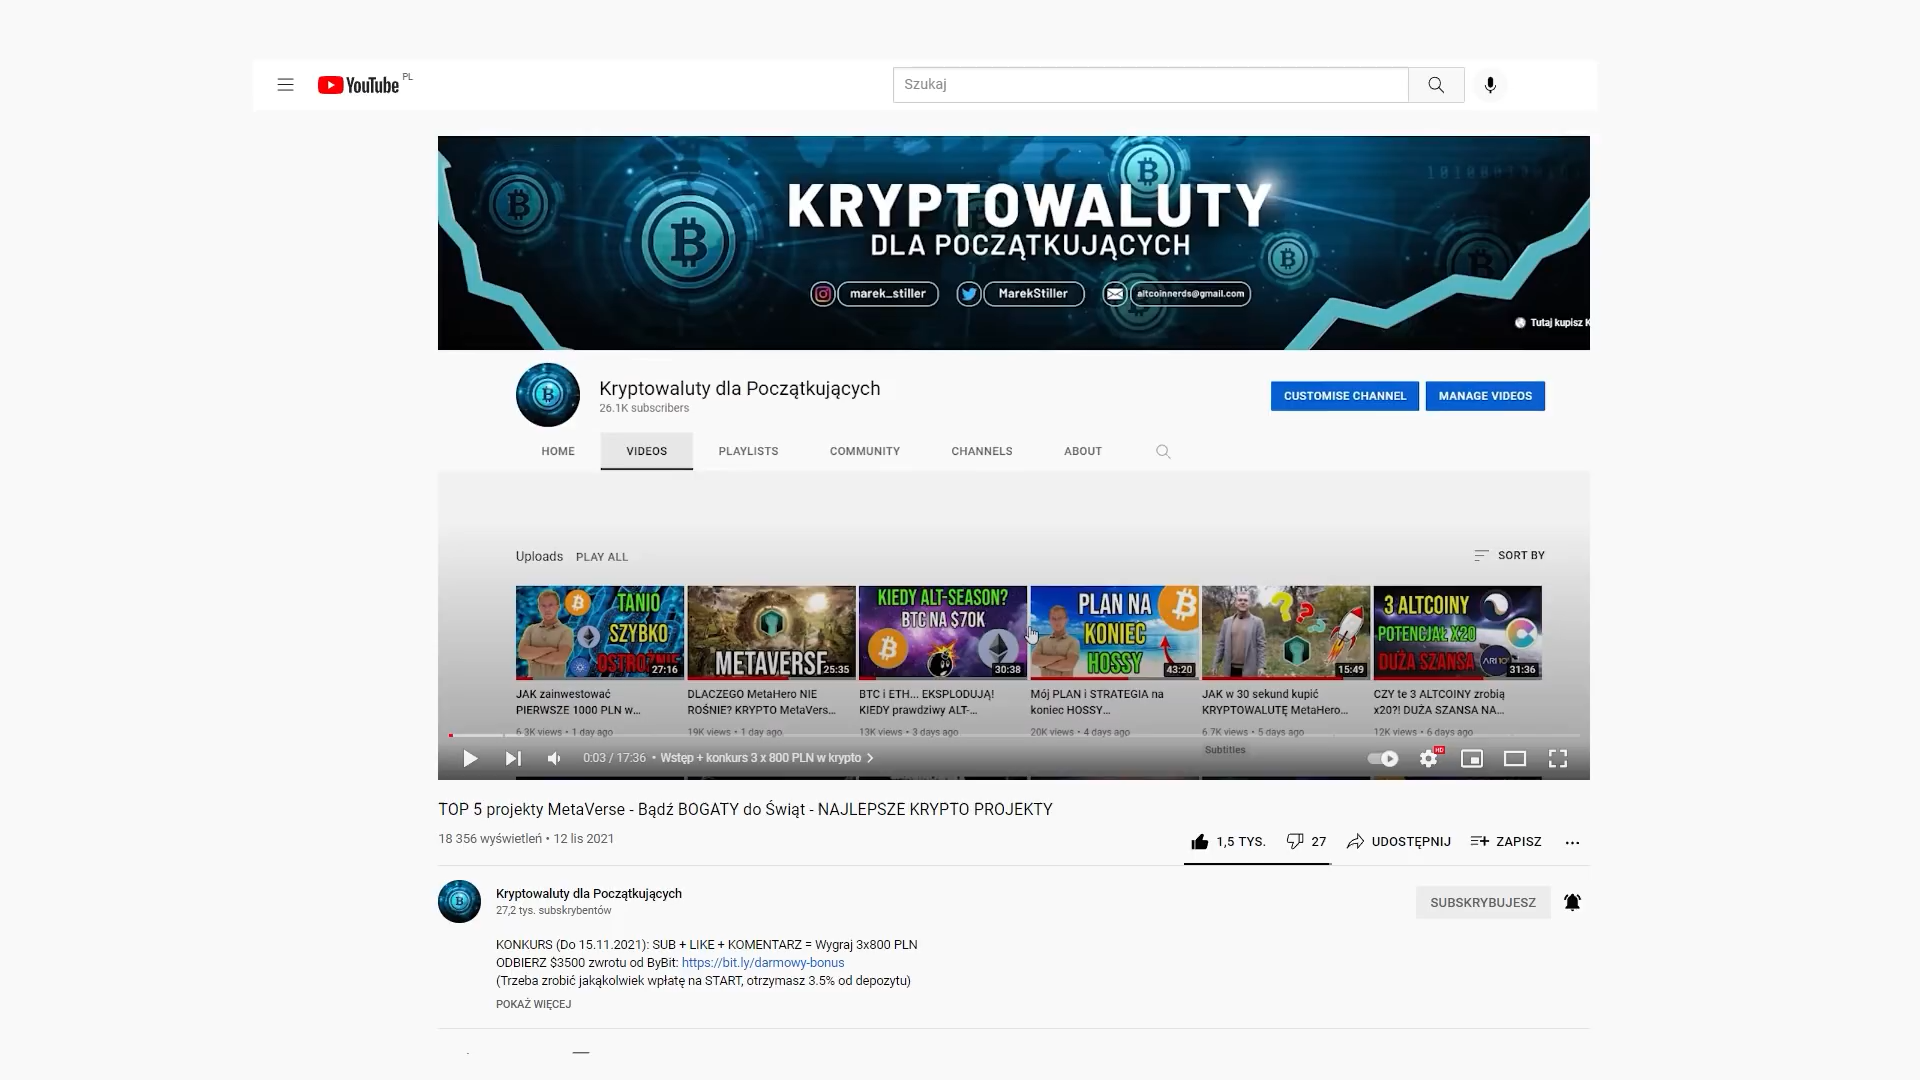 YouTube PL
Szukaj
KRYPTOWALUTY
DLA POCZĄTKUJĄCYCH
marek_stiller
MarekStiller
altcoinnerds@gmail.com
Tutaj kupisz K
Kryptowaluty dla Początkujących
26.1K subscribers
CUSTOMISE CHANNEL
MANAGE VIDEOS
HOME
VIDEOS
PLAYLISTS
COMMUNITY
CHANNELS
ABOUT
Uploads PLAY ALL
SORT BY
TANIO
SZYBKO
OSTROŻNIE
27:16
METAVERSE
25:35
KIEDY ALT-SEASON?
BTC NA $70K
30:38
PLAN NA
KONIEC
HOSSY
43:20
15:49
3 ALTCOINY
POTENCJAŁ X20
DUŻA SZANSA
31:36
JAK zainwestować
PIERWSZE 1000 PLN w...
6.3K views • 1 day ago
DLACZEGO MetaHero NIE
ROŚNIE? KRYPTO MetaVers...
19K views • 1 day ago
BTC i ETH... EKSPLODUJĄ!
KIEDY prawdziwy ALT-...
13K views • 3 days ago
Mój PLAN i STRATEGIA na
koniec HOSSY...
20K views • 4 days ago
JAK w 30 sekund kupić
KRYPTOWALUTĘ MetaHero...
6.7K views • 5 days ago
Subtitles
CZY te 3 ALTCOINY zrobią
x20?! DUŻA SZANSA NA...
12K views • 6 days ago
0:03 / 17:36 • Wstęp + konkurs 3 x 800 PLN w krypto
HD
TOP 5 projekty MetaVerse - Bądź BOGATY do Świąt - NAJLEPSZE KRYPTO PROJEKTY
18 356 wyświetleń • 12 lis 2021
1,5 TYS.
27
UDOSTĘPNIJ
ZAPISZ
Kryptowaluty dla Początkujących
27,2 tys. subskrybentów
SUBSKRYBUJESZ
KONKURS (Do 15.11.2021): SUB + LIKE + KOMENTARZ = Wygraj 3x800 PLN
ODBIERZ $3500 zwrotu od ByBit: https://bit.ly/darmowy-bonus
(Trzeba zrobić jakąkolwiek wpłatę na START, otrzymasz 3.5% od depozytu)
POKAŻ WIĘCEJ